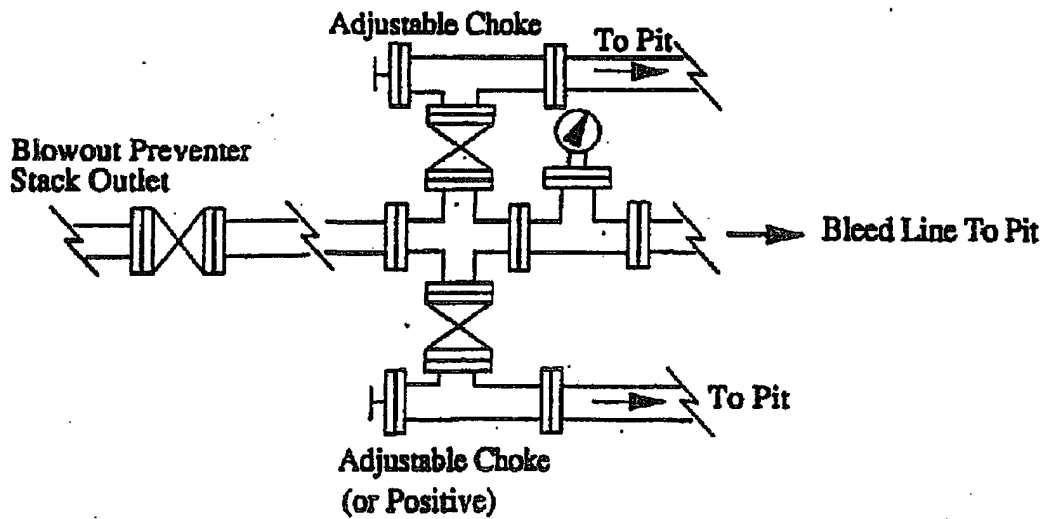 Adjustable Choke
To Pit
Blowout Preventer
Stack Outlet
Bleed Line To Pit
To Pit
Adjustable Choke
(or Positive)